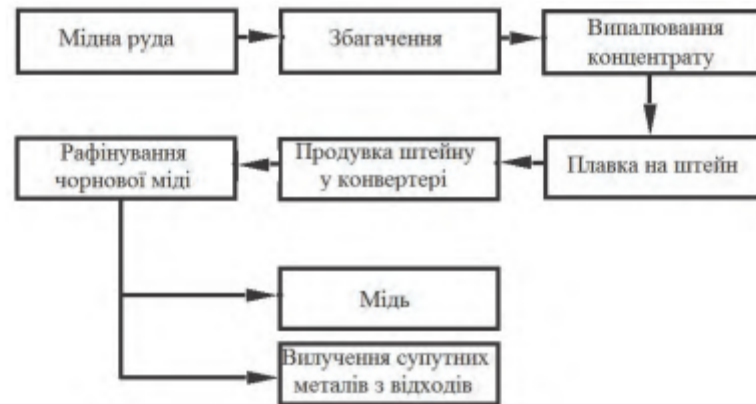 Мідна руда
Збагачення
Випалювання
концентрату
Рафінування
чорнової міді
Продувка штейну
у конвертері
Плавка на штейн
Мідь
Вилучення супутних
металів з відходів